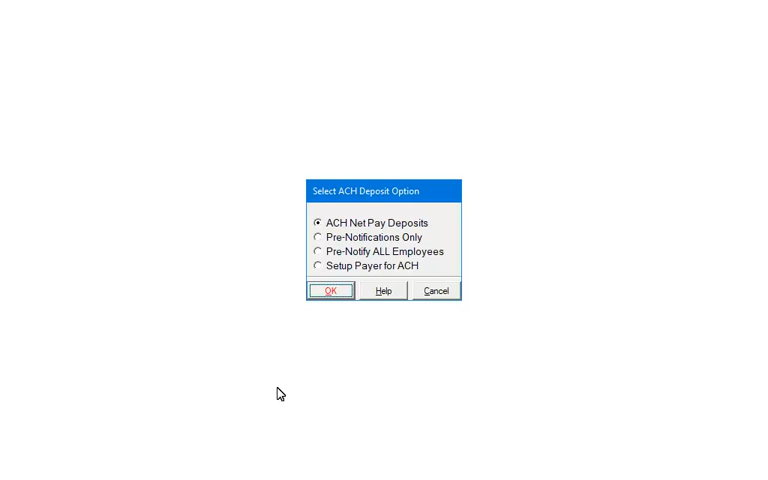 Select ACH Deposit Option
ACH Net Pay Deposits
Pre-Notifications Only
Pre-Notify ALL Employees
Setup Payer for ACH
OK Help Cancel